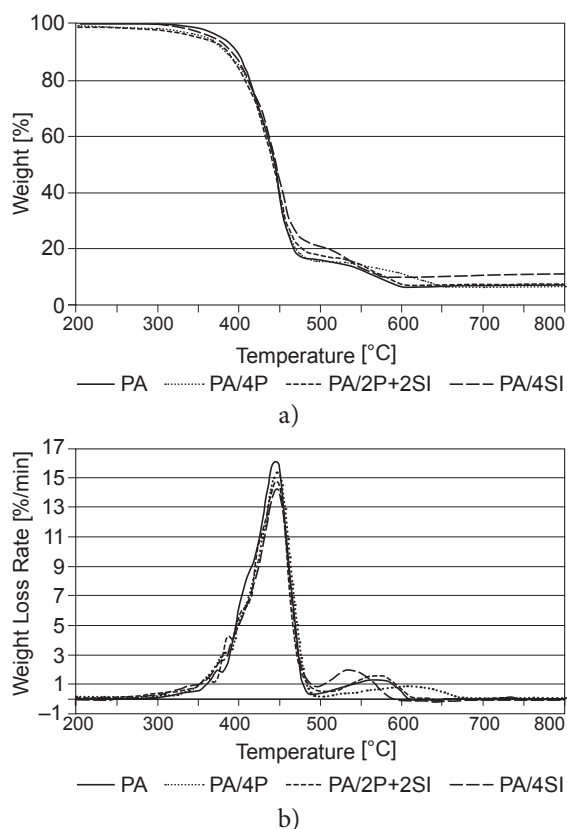 100
80
60
40
20
0
Weight [%]
200 300 400 500 600 700 800
Temperature [°C]
PA PA/4P PA/2P+2SI PA/4SI
a)
17
15
13
11
9
7
5
3
1
–1
Weight Loss Rate [%/min]
200 300 400 500 600 700 800
Temperature [°C]
PA PA/4P PA/2P+2SI PA/4SI
b)